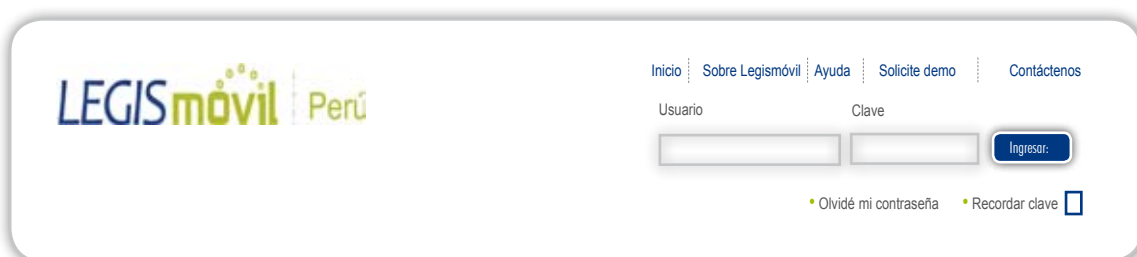 LEGISmóvil Perú
Inicio Sobre Legismóvil Ayuda Solicite demo Contáctenos
Usuario Clave
Ingresar:
• Olvidé mi contraseña • Recordar clave